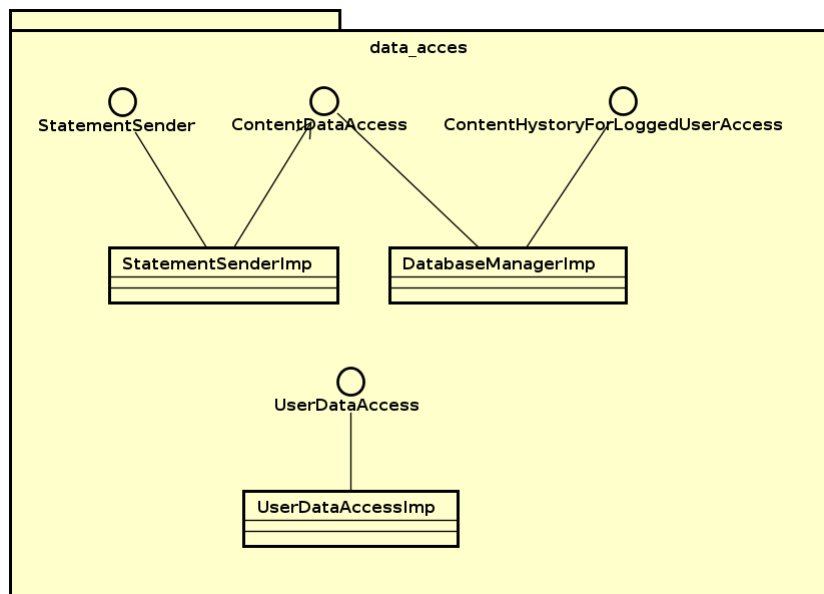 data_acces
StatementSender
ContentDataAccess
ContentHystoryForLoggedUserAccess
StatementSenderImp
DatabaseManagerImp
UserDataAccess
UserDataAccessImp